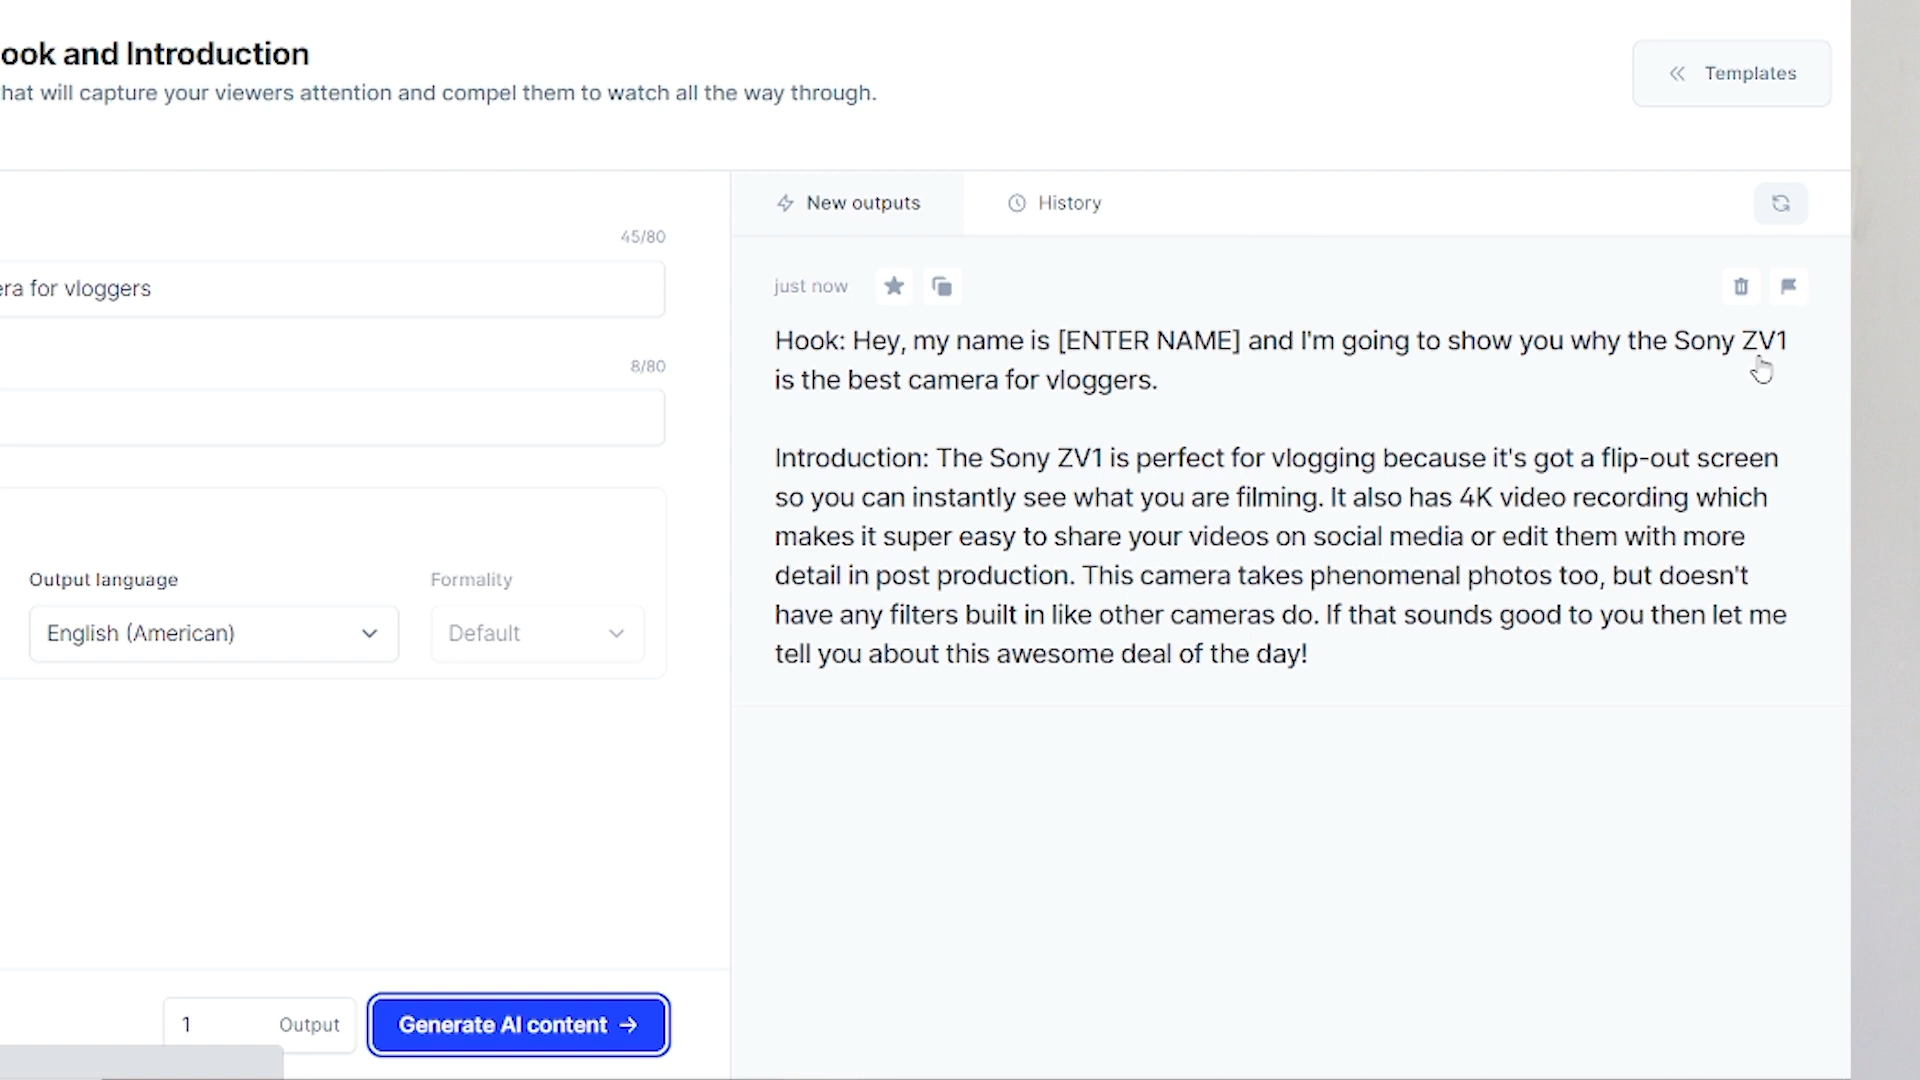 ook and Introduction
hat will capture your viewers attention and compel them to watch all the way through.
Templates
45/80
era for vloggers
8/80
Output language
Formality
English (American)
Default
1
Output
Generate AI content
New outputs
History
just now
Hook: Hey, my name is [ENTER NAME] and I'm going to show you why the Sony ZV1
is the best camera for vloggers.
Introduction: The Sony ZV1 is perfect for vlogging because it's got a flip-out screen
so you can instantly see what you are filming. It also has 4K video recording which
makes it super easy to share your videos on social media or edit them with more
detail in post production. This camera takes phenomenal photos too, but doesn't
have any filters built in like other cameras do. If that sounds good to you then let me
tell you about this awesome deal of the day!